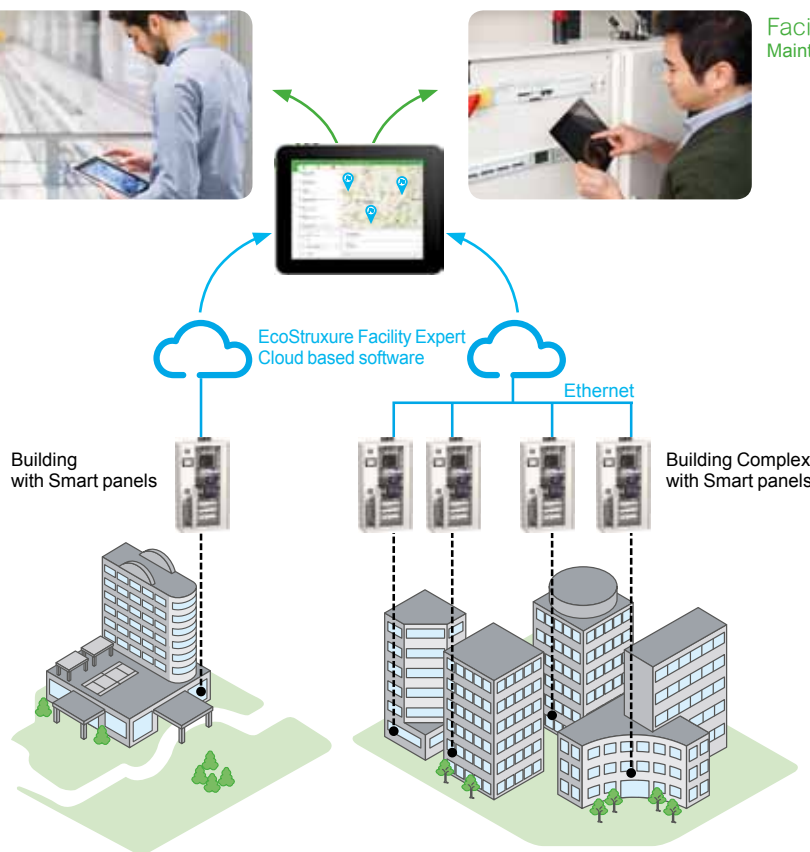 EcoStruxure Facility Expert
Cloud based software
Ethernet
Building
with Smart panels
Building Complex
with Smart panels